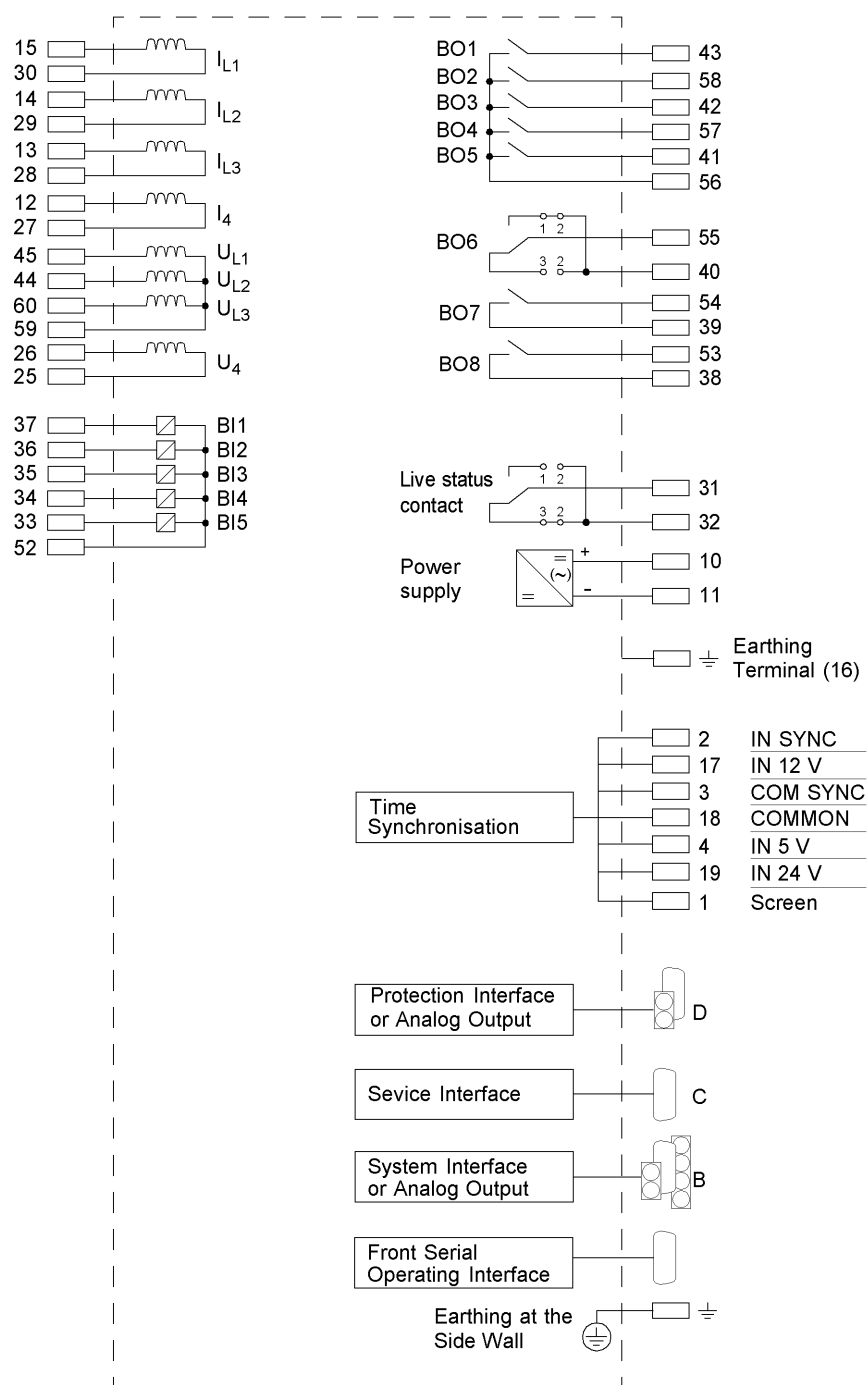 15 I L1
30
14 I L2
29
13 I L3
28
12 I 4
27
45 U L1
44 U L2
60 U L3
59
26 U 4
25
37 BI1
36 BI2
35 BI3
34 BI4
33 BI5
52
BO1 43
BO2 58
BO3 42
BO4 57
BO5 41
56
1 2
BO6 55
3 2
40
54
BO7
39
53
BO8
38
1 2
Live status 31
contact 3 2
32
Power = + 10
supply (~)
= - 11
Earthing
Terminal (16)
2 IN SYNC
17 IN 12 V
3 COM SYNC
Time 18 COMMON
Synchronisation
4 IN 5 V
19 IN 24 V
1 Screen
Protection Interface
or Analog Output D
Sevice Interface C
System Interface
or Analog Output B
Front Serial
Operating Interface
Earthing at the
Side Wall